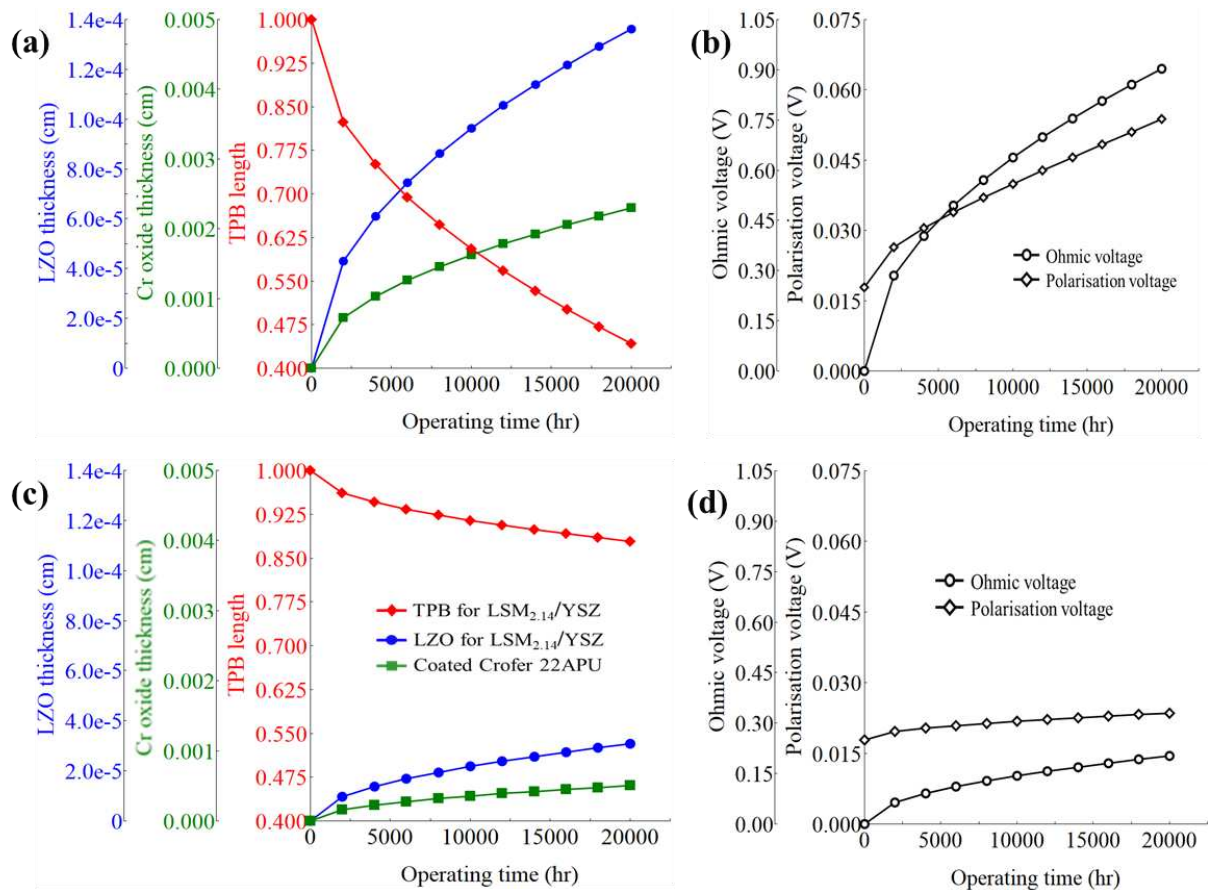 (a)
LZO thickness (cm)
1.4e-4
1.4e-4
1.0e-4
8.0e-5
6.0e-5
4.0e-5
2.0e-5
0
Cr oxide thickness (cm)
0.005
0.004
0.003
0.002
0.001
0.000
TPB length
1.000
0.925
0.850
0.775
0.700
0.625
0.550
0.475
0.400
0 5000 10000 15000 20000
Operating time (hr)
(b)
Ohmic voltage (V)
1.05
0.90
0.75
0.60
0.45
0.30
0.15
0.00
Polarisation voltage (V)
0.075
0.060
0.045
0.030
0.015
0.000
Ohmic voltage
Polarisation voltage
0 5000 10000 15000 20000
Operating time (hr)
(c)
LZO thickness (cm)
1.4e-4
1.2e-4
1.0e-4
8.0e-5
6.0e-5
4.0e-5
2.0e-5
0
Cr oxide thickness (cm)
0.005
0.004
0.003
0.002
0.001
0.000
TPB length
1.000
0.925
0.850
0.775
0.700
0.625
0.550
0.475
0.400
TPB for LSM2.14/YSZ
LZO for LSM2.14/YSZ
Coated Crofer 22APU
0 5000 10000 15000 20000
Operating time (hr)
(d)
Ohmic voltage (V)
1.05
0.90
0.75
0.60
0.45
0.30
0.15
0.00
Polarisation voltage (V)
0.075
0.060
0.045
0.030
0.015
0.000
Ohmic voltage
Polarisation voltage
0 5000 10000 15000 20000
Operating time (hr)